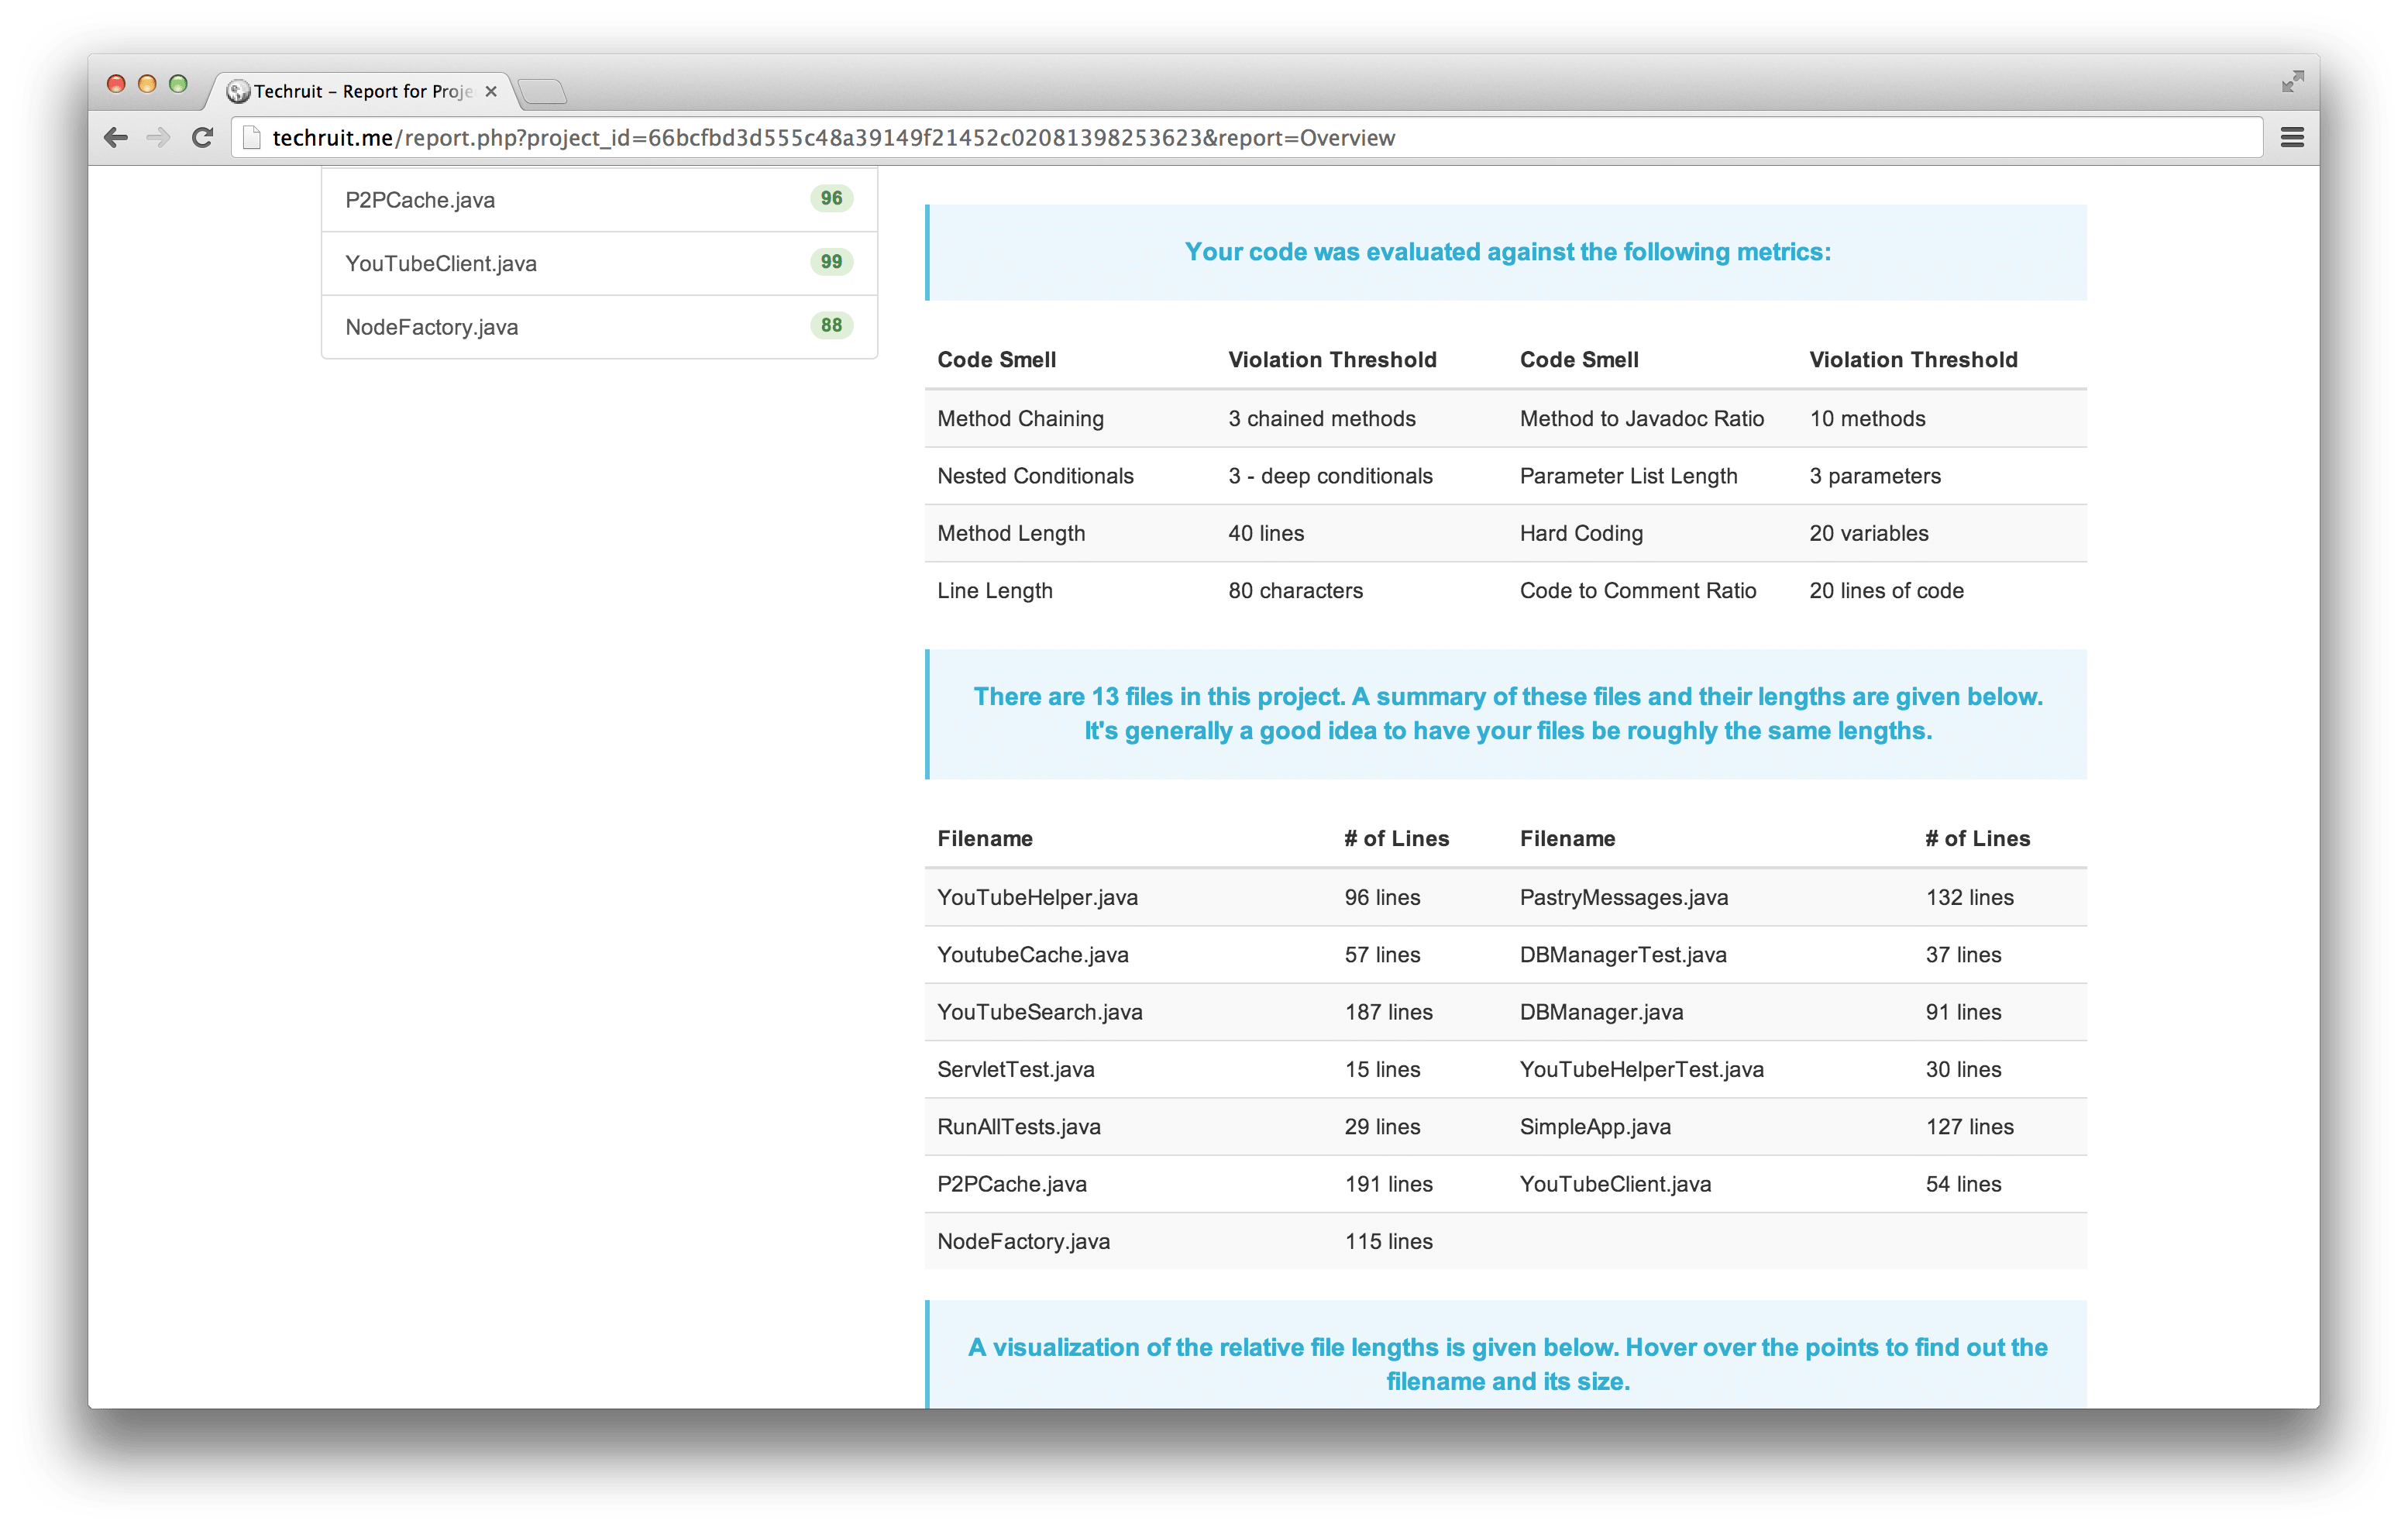 Techruit – Report for Proje
techruit.me/report.php?project_id=66bcfbd3d555c48a39149f21452c02081398253623&report=Overview
P2PCache.java 96
YouTubeClient.java 99
NodeFactory.java 88
Your code was evaluated against the following metrics:
Code Smell Violation Threshold Code Smell Violation Threshold
Method Chaining 3 chained methods Method to Javadoc Ratio 10 methods
Nested Conditionals 3 - deep conditionals Parameter List Length 3 parameters
Method Length 40 lines Hard Coding 20 variables
Line Length 80 characters Code to Comment Ratio 20 lines of code
There are 13 files in this project. A summary of these files and their lengths are given below.
It's generally a good idea to have your files be roughly the same lengths.
Filename # of Lines Filename # of Lines
YouTubeHelper.java 96 lines PastryMessages.java 132 lines
YoutubeCache.java 57 lines DBManagerTest.java 37 lines
YouTubeSearch.java 187 lines DBManager.java 91 lines
ServletTest.java 15 lines YouTubeHelperTest.java 30 lines
RunAllTests.java 29 lines SimpleApp.java 127 lines
P2PCache.java 191 lines YouTubeClient.java 54 lines
NodeFactory.java 115 lines
A visualization of the relative file lengths is given below. Hover over the points to find out the
filename and its size.